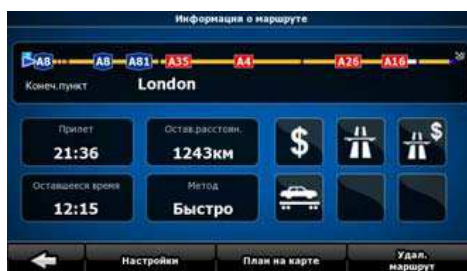 Информация о маршруте
A8 A8 A81 A35 A4 A26 A16
Конеч.пункт London
Прилет Остав.расстоян.
21:36 1243км $ $
Оставшееся время Метод
12:15 Быстро
Настройки План на карте Удал.
маршрут